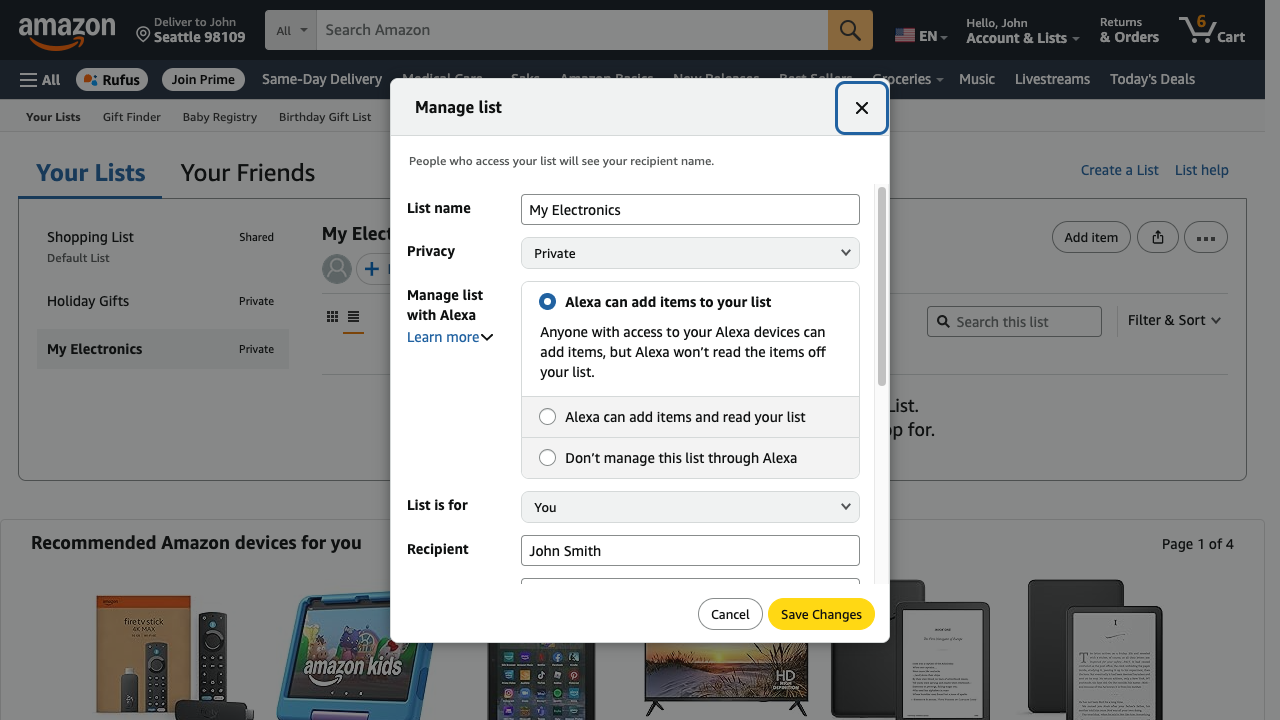 amazon
Deliver to John
Seattle 98109
All
Search Amazon
EN
Hello, John
Account & Lists
Returns
& Orders
6
Cart
All
Rufus
Join Prime
Same-Day Delivery
Medical Care
Saks
Amazon Basics
New Releases
Best Sellers
Groceries
Music
Livestreams
Today's Deals
Your Lists
Gift Finder
Baby Registry
Birthday Gift List
Your Lists
Your Friends
Create a List
List help
Shopping List
Shared
Default List
Holiday Gifts
Private
My Electronics
Private
My Elect
Add item
Search this list
Filter & Sort
List.
op for.
Manage list
People who access your list will see your recipient name.
List name
My Electronics
Privacy
Private
Manage list
with Alexa
Learn more
Alexa can add items to your list
Anyone with access to your Alexa devices can
add items, but Alexa won’t read the items off
your list.
Alexa can add items and read your list
Don’t manage this list through Alexa
List is for
You
Recipient
John Smith
Cancel
Save Changes
Recommended Amazon devices for you
Page 1 of 4
fire tv stick
amazon kids
HD